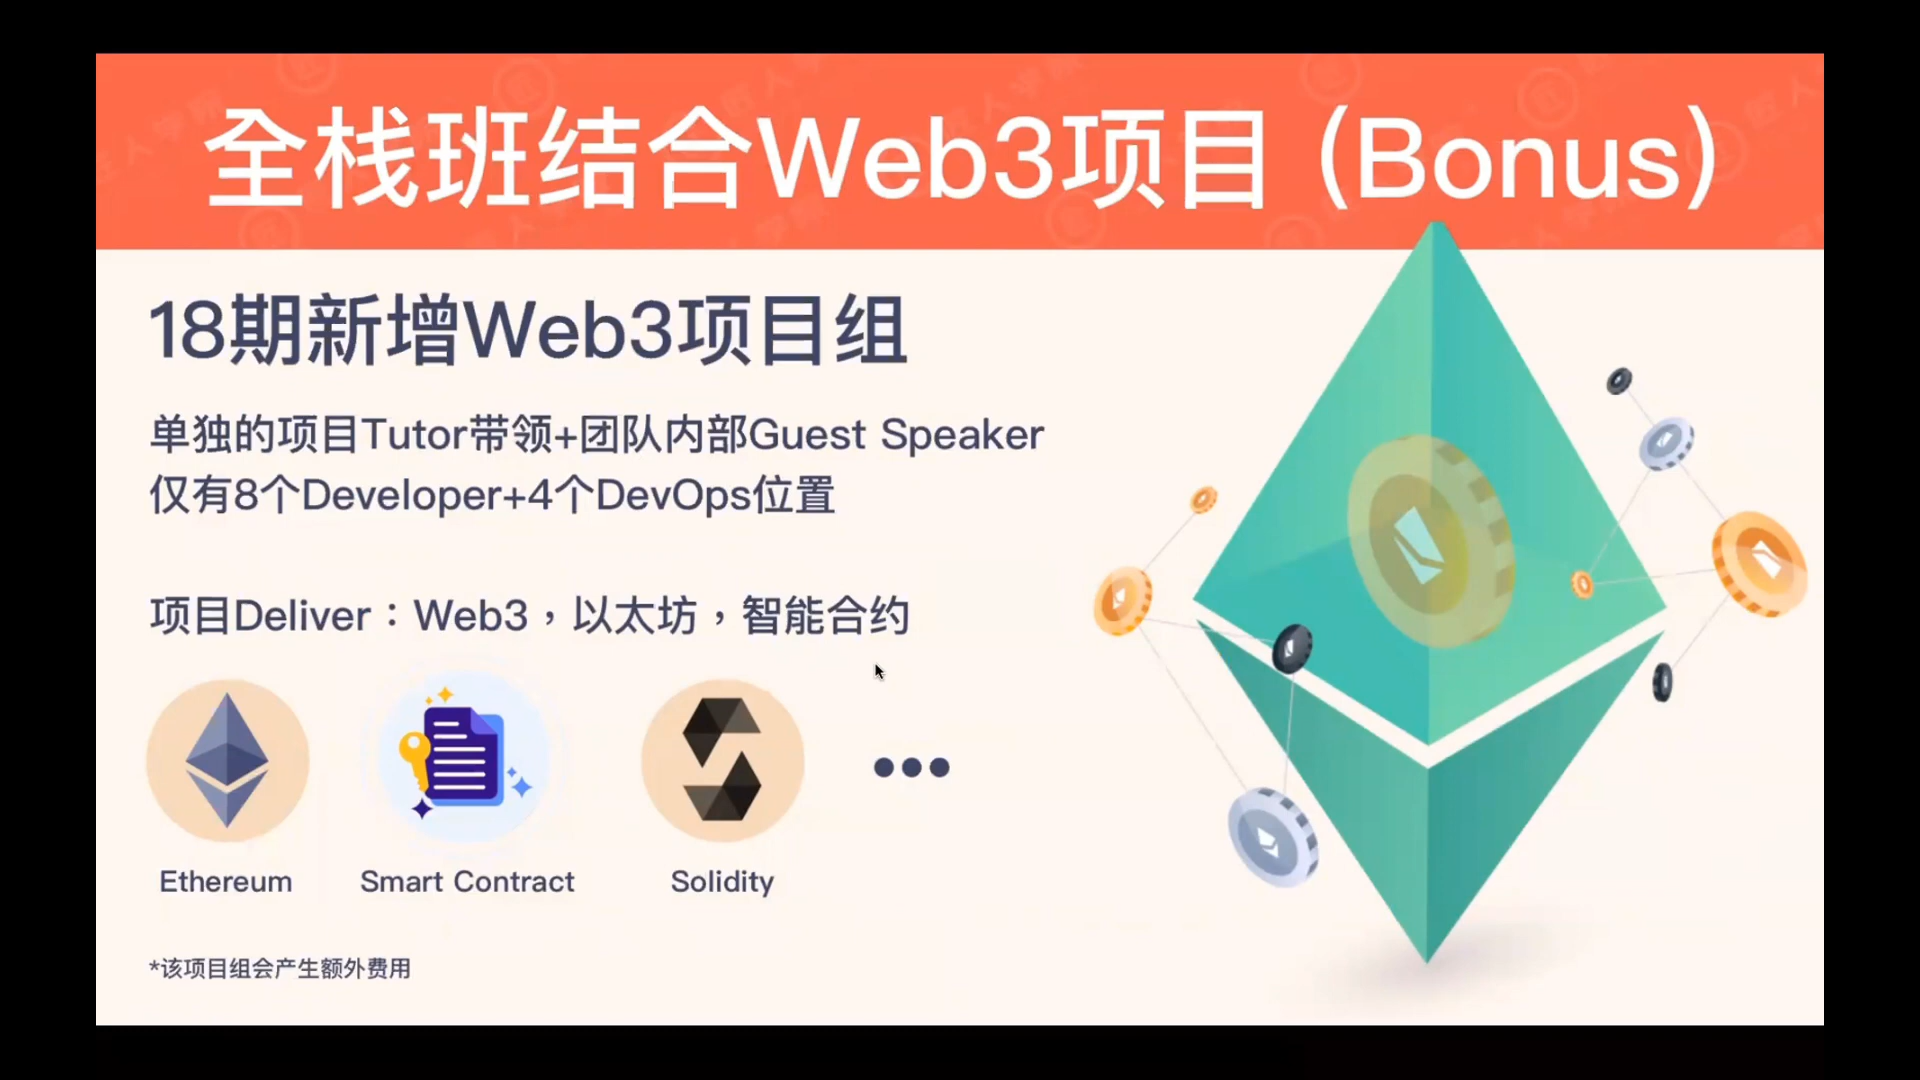 全栈班结合Web3项目 (Bonus)
18期新增Web3项目组
单独的项目Tutor带领+团队内部Guest Speaker
仅有8个Developer+4个DevOps位置
项目Deliver：Web3，以太坊，智能合约
Ethereum
Smart Contract
Solidity
*该项目组会产生额外费用